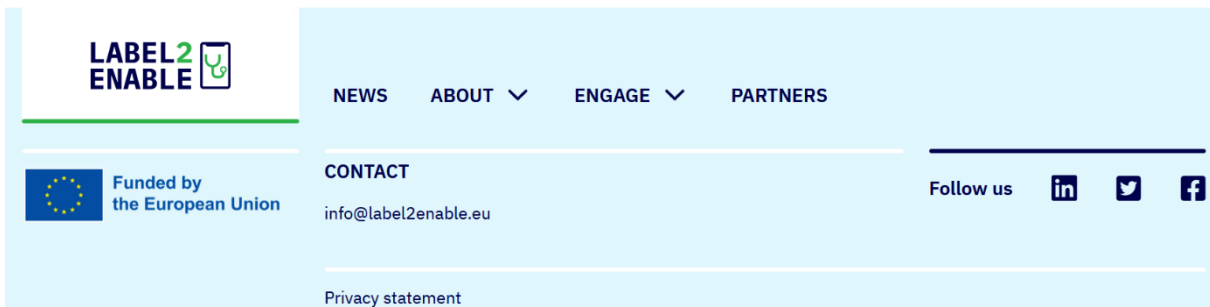 LABEL2
ENABLE
NEWS ABOUT ENGAGE PARTNERS
Funded by
the European Union
CONTACT
info@label2enable.eu
Follow us
in
Privacy statement